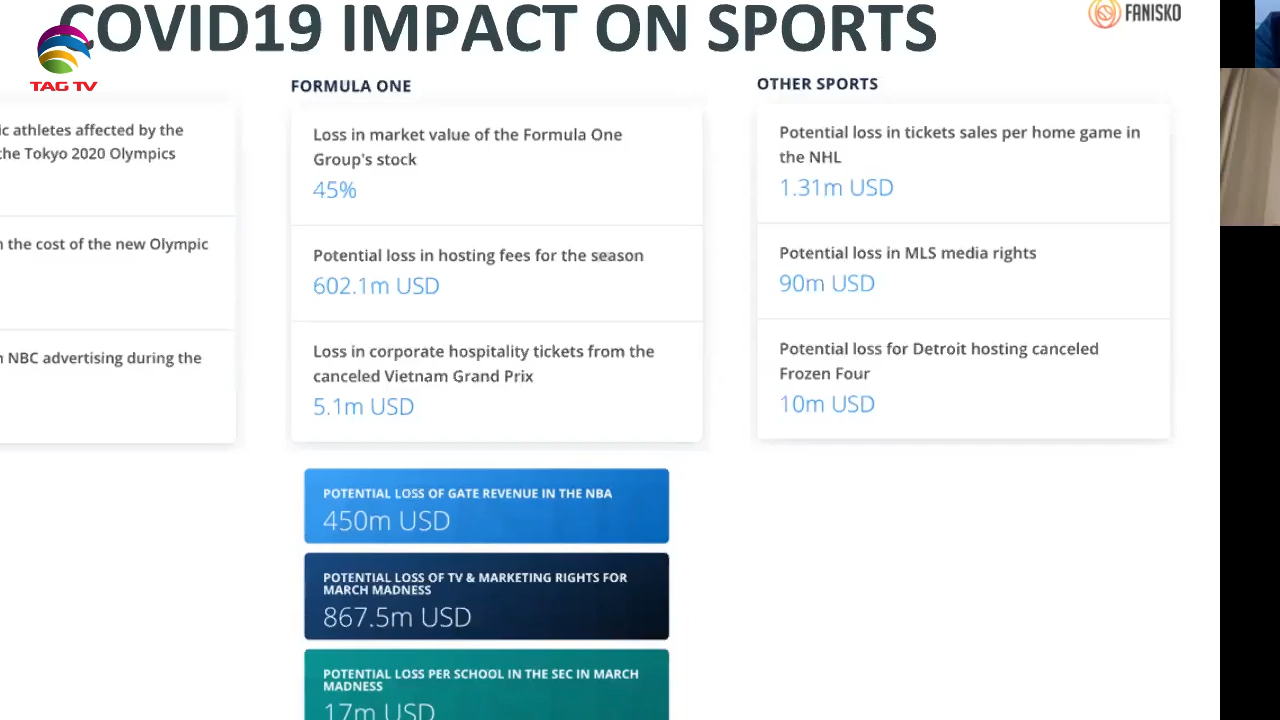 COVID19 IMPACT ON SPORTS
FANISKO
TAG TV
ic athletes affected by the
the Tokyo 2020 Olympics
n the cost of the new Olympic
n NBC advertising during the
FORMULA ONE
Loss in market value of the Formula One
Group's stock
45%
Potential loss in hosting fees for the season
602.1m USD
Loss in corporate hospitality tickets from the
canceled Vietnam Grand Prix
5.1m USD
OTHER SPORTS
Potential loss in tickets sales per home game in
the NHL
1.31m USD
Potential loss in MLS media rights
90m USD
Potential loss for Detroit hosting canceled
Frozen Four
10m USD
POTENTIAL LOSS OF GATE REVENUE IN THE NBA
450m USD
POTENTIAL LOSS OF TV & MARKETING RIGHTS FOR
MARCH MADNESS
867.5m USD
POTENTIAL LOSS PER SCHOOL IN THE SEC IN MARCH
MADNESS
17m USD